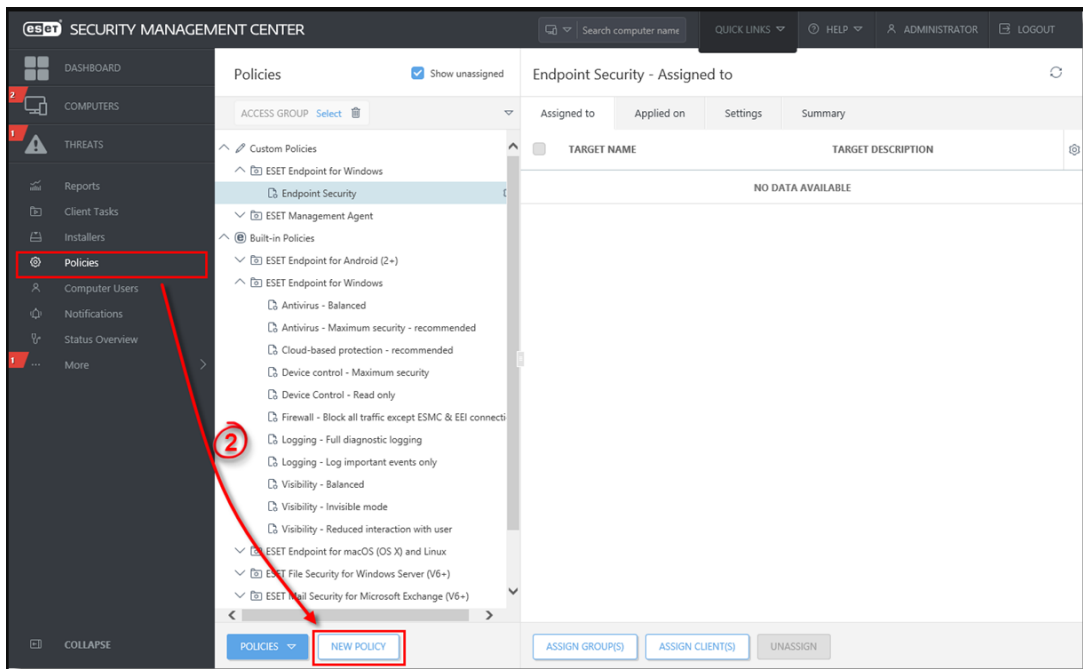 eset SECURITY MANAGEMENT CENTER
Search computer name
QUICK LINKS
HELP
ADMINISTRATOR
LOGOUT
DASHBOARD
2
COMPUTERS
1
THREATS
Reports
Client Tasks
Installers
Policies
Computer Users
Notifications
Status Overview
1
More
COLLAPSE
Policies
Show unassigned
ACCESS GROUP Select
Custom Policies
ESET Endpoint for Windows
Endpoint Security
ESET Management Agent
Built-in Policies
ESET Endpoint for Android (2+)
ESET Endpoint for Windows
Antivirus - Balanced
Antivirus - Maximum security - recommended
Cloud-based protection - recommended
Device control - Maximum security
Device Control - Read only
Firewall - Block all traffic except ESMC & EEI connecti
Logging - Full diagnostic logging
Logging - Log important events only
Visibility - Balanced
Visibility - Invisible mode
Visibility - Reduced interaction with user
ESET Endpoint for macOS (OS X) and Linux
ESET File Security for Windows Server (V6+)
ESET Mail Security for Microsoft Exchange (V6+)
2
POLICIES
NEW POLICY
Endpoint Security - Assigned to
Assigned to
Applied on
Settings
Summary
TARGET NAME
TARGET DESCRIPTION
NO DATA AVAILABLE
ASSIGN GROUP(S)
ASSIGN CLIENT(S)
UNASSIGN